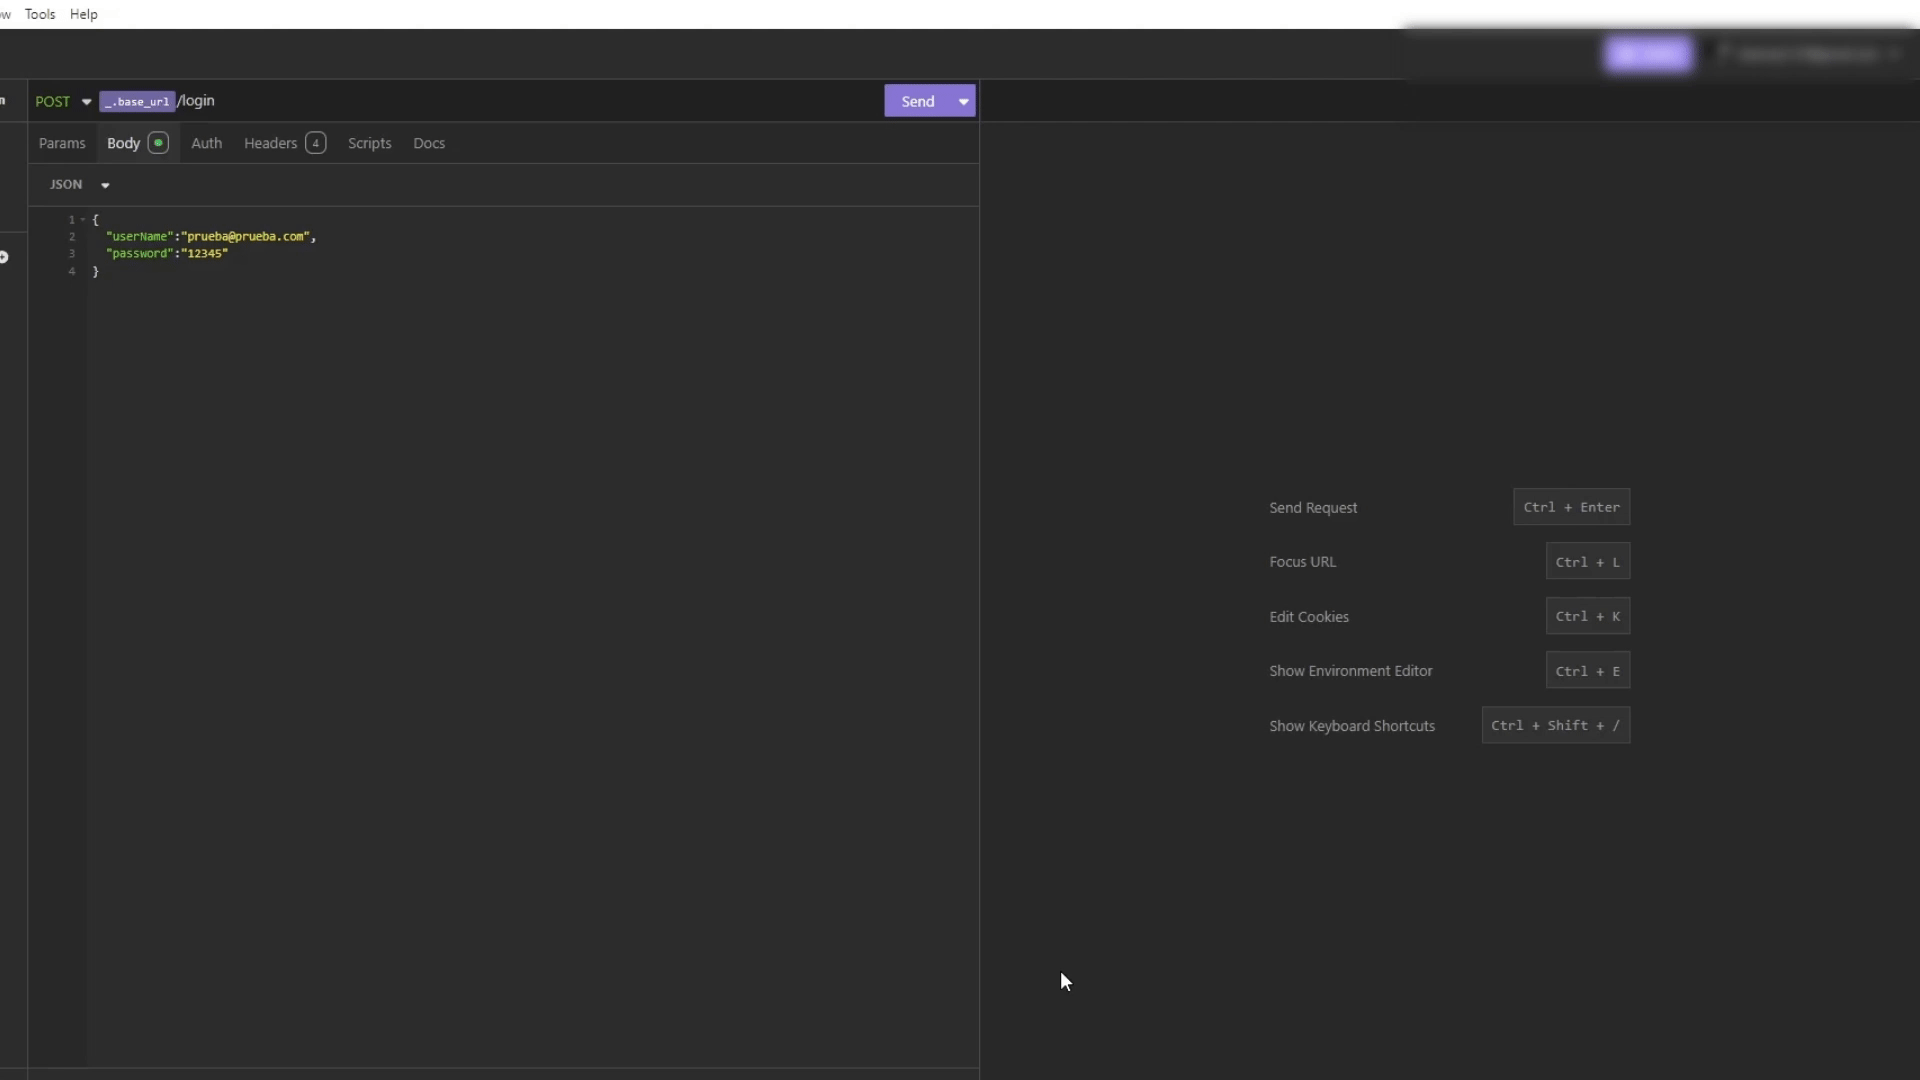 Tools Help
POST _.base_url /login Send
Params Body Auth Headers 4 Scripts Docs
JSON
1 {
2 "userName":"prueba@prueba.com",
3 "password":"12345"
4 }
Send Request Ctrl + Enter
Focus URL Ctrl + L
Edit Cookies Ctrl + K
Show Environment Editor Ctrl + E
Show Keyboard Shortcuts Ctrl + Shift + /